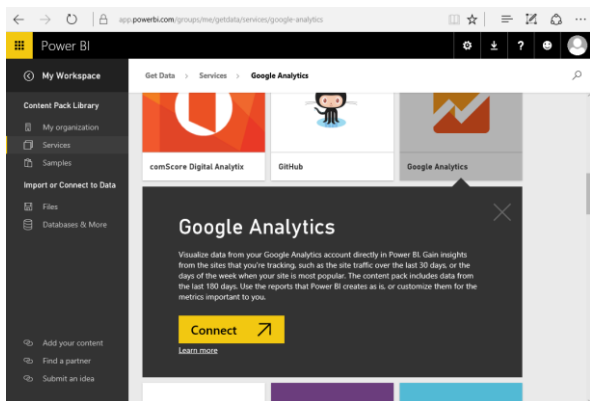 app.powerbi.com/groups/me/getdata/services/google-analytics
Power BI
?
My Workspace
Get Data > Services > Google Analytics
Content Pack Library
My organization
Services
Samples
Import or Connect to Data
Files
Databases & More
Add your content
Find a partner
Submit an idea
comScore Digital Analytix
GitHub
Google Analytics
Google Analytics
Visualize data from your Google Analytics account directly in Power BI. Gain insights
from the sites that you're tracking, such as the site traffic over the last 30 days, or the
days of the week when your site is most popular. The content pack includes data from
the last 180 days. Use the reports that Power BI creates as is, or customize them for the
metrics important to you.
Connect
Learn more